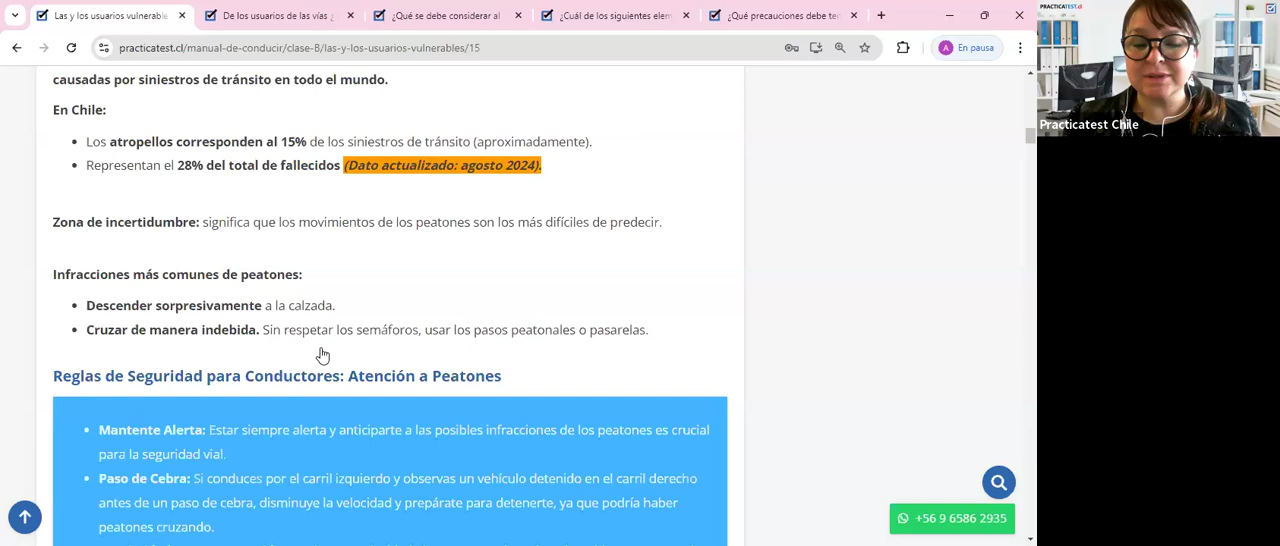 Las y los usuarios vulnerables
De los usuarios de las vías ¿
¿Qué se debe considerar al
¿Cuál de los siguientes elem
¿Qué precauciones debe ten
practicatest.cl/manual-de-conducir/clase-B/las-y-los-usuarios-vulnerables/15
A
En pausa
PRACTICATEST.cl
Practicatest Chile
causadas por siniestros de tránsito en todo el mundo.
En Chile:
• Los atropellos corresponden al 15% de los siniestros de tránsito (aproximadamente).
• Representan el 28% del total de fallecidos (Dato actualizado: agosto 2024).
Zona de incertidumbre: significa que los movimientos de los peatones son los más difíciles de predecir.
Infracciones más comunes de peatones:
• Descender sorpresivamente a la calzada.
• Cruzar de manera indebida. Sin respetar los semáforos, usar los pasos peatonales o pasarelas.
Reglas de Seguridad para Conductores: Atención a Peatones
• Mantente Alerta: Estar siempre alerta y anticiparte a las posibles infracciones de los peatones es crucial
para la seguridad vial.
• Paso de Cebra: Si conduces por el carril izquierdo y observas un vehículo detenido en el carril derecho
antes de un paso de cebra, disminuye la velocidad y prepárate para detenerte, ya que podría haber
peatones cruzando.
+56 9 6586 2935